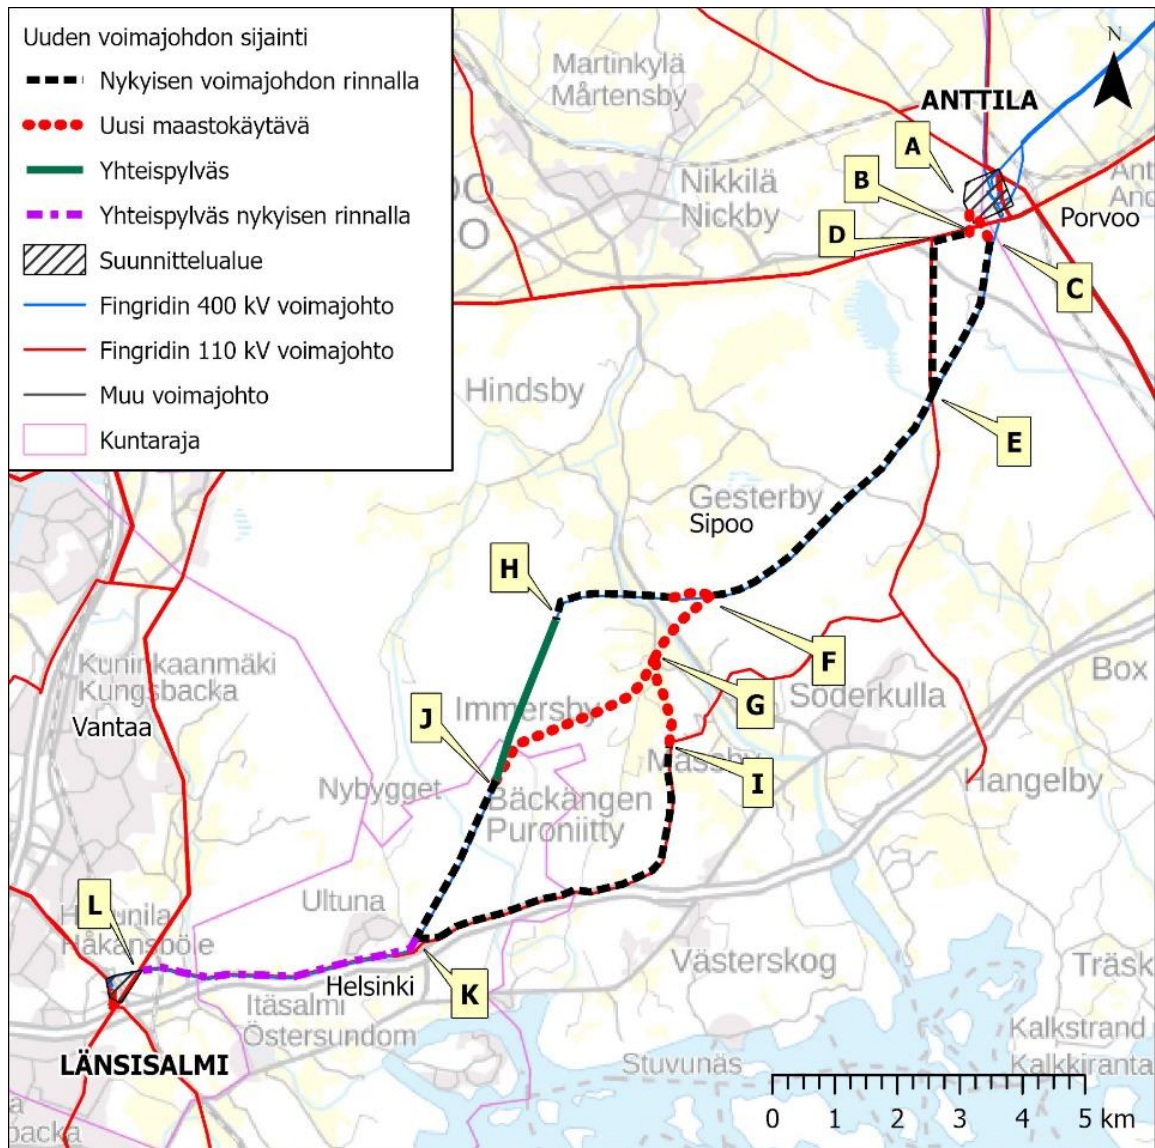 Uuden voimajohdon sijainti
Nykyisen voimajohdon rinnalla
Uusi maastokäytävä
Yhteispylväs
Yhteispylväs nykyisen rinnalla
Suunnittelualue
Fingridin 400 kV voimajohto
Fingridin 110 kV voimajohto
Muu voimajohto
Kuntaraja
N
Martinkylä
Mårtensby
ANTTILA
A
B
Nikkilä
Nickby
Porvoo
D
C
Hindsby
E
Gesterby
Sipoo
H
F
Kuninkaanmäki
Kungsbacka
Vantaa
Immersby
J
G
Söderkulla
Box
Massby
I
Hangelby
Nybygget
Bäckängen
Puroniitty
Ultuna
L
Håkansböle
Västerskog
Träsk
Helsinki
K
Itäsalmi
Östersundom
Kalkstrand
Kalkkiranta
LÄNSISALMI
Stuvunäs
0 1 2 3 4 5 km